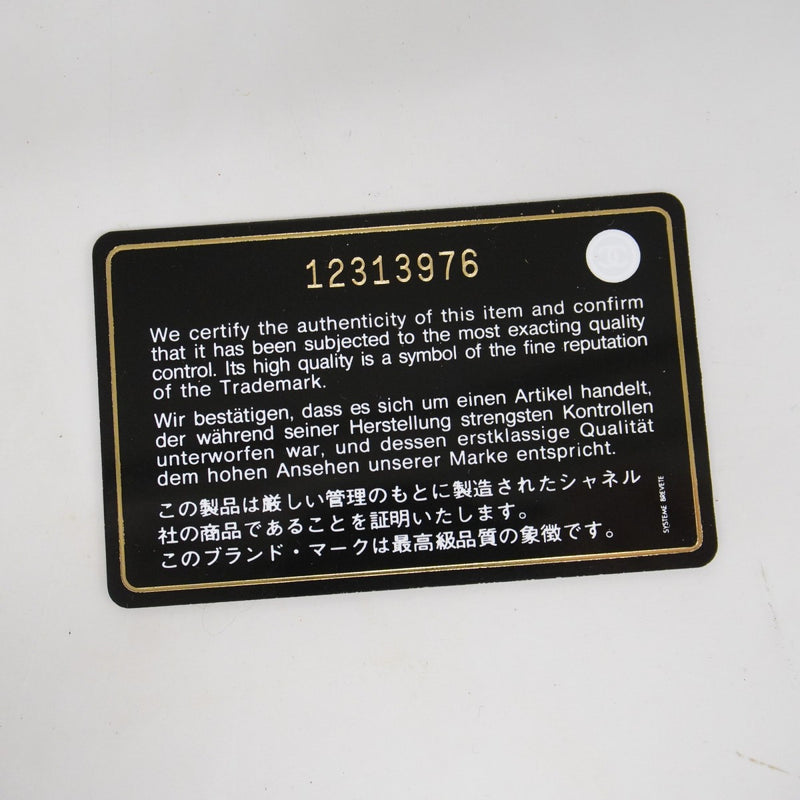 12313976
We certify the authenticity of this item and confirm
that it has been subjected to the most exacting quality
control. Its high quality is a symbol of the fine reputation
of the Trademark.
Wir bestätigen, dass es sich um einen Artikel handelt,
der während seiner Herstellung strengsten Kontrollen
unterworfen war, und dessen erstklassige Qualität
dem hohen Ansehen unserer Marke entspricht.
この製品は厳しい管理のもとに製造されたシャネル
社の商品であることを証明いたします。
このブランド・マークは最高級品質の象徴です。
SYSTEME BREVETE